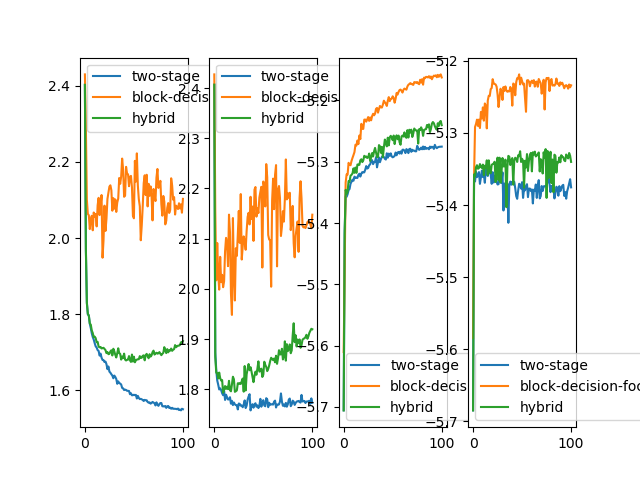 two-stage
block-decis
hybrid
2.4
2.2
2.0
1.8
1.6
0
100
two-stage
block-decis
hybrid
2.4
2.3
2.2
2.1
2.0
1.9
1.8
0
100
−5.2
−5.3
−5.4
−5.5
−5.6
−5.7
two-stage
block-decis
hybrid
0
100
−5.2
−5.3
−5.4
−5.5
−5.6
−5.7
two-stage
block-decision-foc
hybrid
0
100